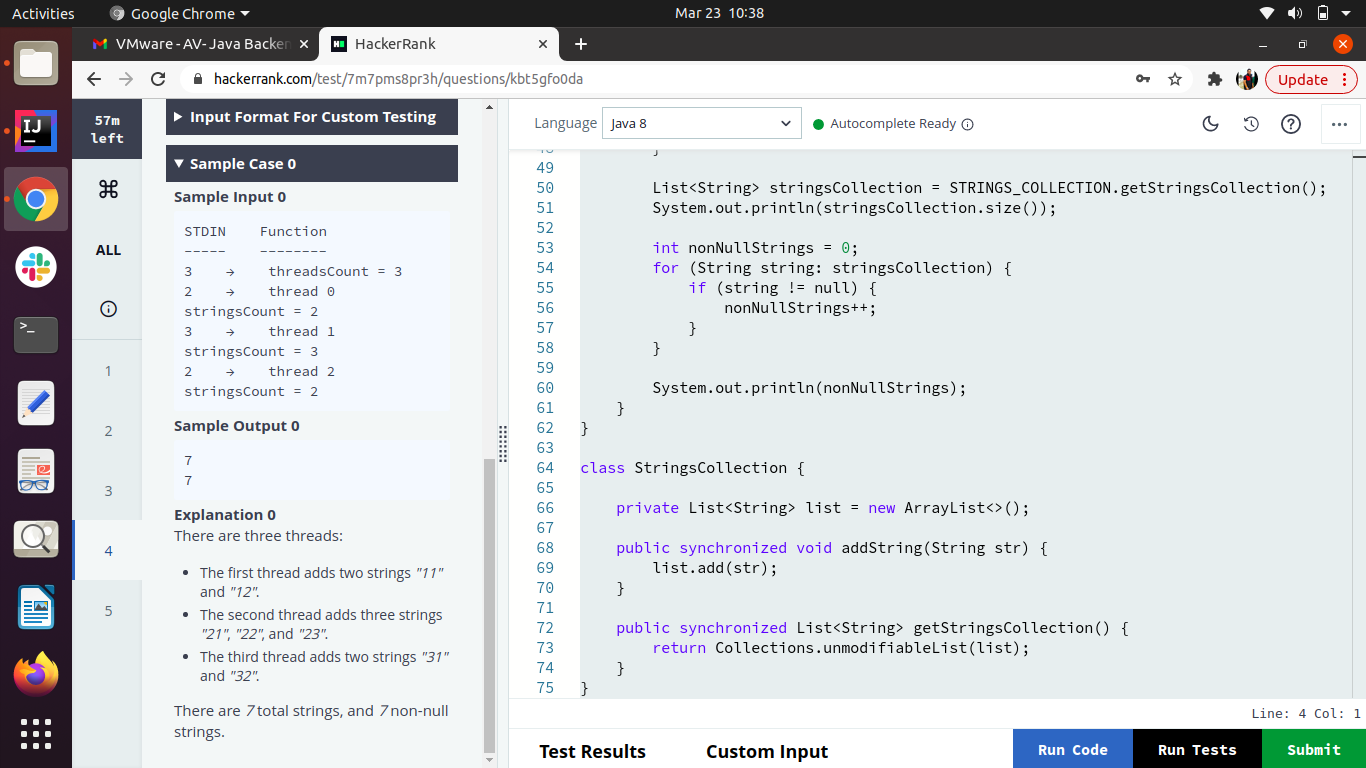 Activities
Google Chrome
Mar 23 10:38
VMware - AV- Java Backen
HackerRank
hackerrank.com/test/7m7pms8pr3h/questions/kbt5gfo0da
Update
57m
left
ALL
1
2
3
4
5
Input Format For Custom Testing
Sample Case 0
Sample Input 0
STDIN    Function
-----    --------
3    →    threadsCount = 3
2    →    thread 0
stringsCount = 2
3    →    thread 1
stringsCount = 3
2    →    thread 2
stringsCount = 2
Sample Output 0
7
7
Explanation 0
There are three threads:
• The first thread adds two strings "11"
and "12".
• The second thread adds three strings
"21", "22", and "23".
• The third thread adds two strings "31"
and "32".
There are 7 total strings, and 7 non-null
strings.
Language
Java 8
Autocomplete Ready
48 }
49
50 List<String> stringsCollection = STRINGS_COLLECTION.getStringsCollection();
51 System.out.println(stringsCollection.size());
52
53 int nonNullStrings = 0;
54 for (String string: stringsCollection) {
55 if (string != null) {
56 nonNullStrings++;
57 }
58 }
59
60 System.out.println(nonNullStrings);
61 }
62 }
63
64 class StringsCollection {
65
66 private List<String> list = new ArrayList<>();
67
68 public synchronized void addString(String str) {
69 list.add(str);
70 }
71
72 public synchronized List<String> getStringsCollection() {
73 return Collections.unmodifiableList(list);
74 }
75 }
Line: 4 Col: 1
Test Results
Custom Input
Run Code
Run Tests
Submit